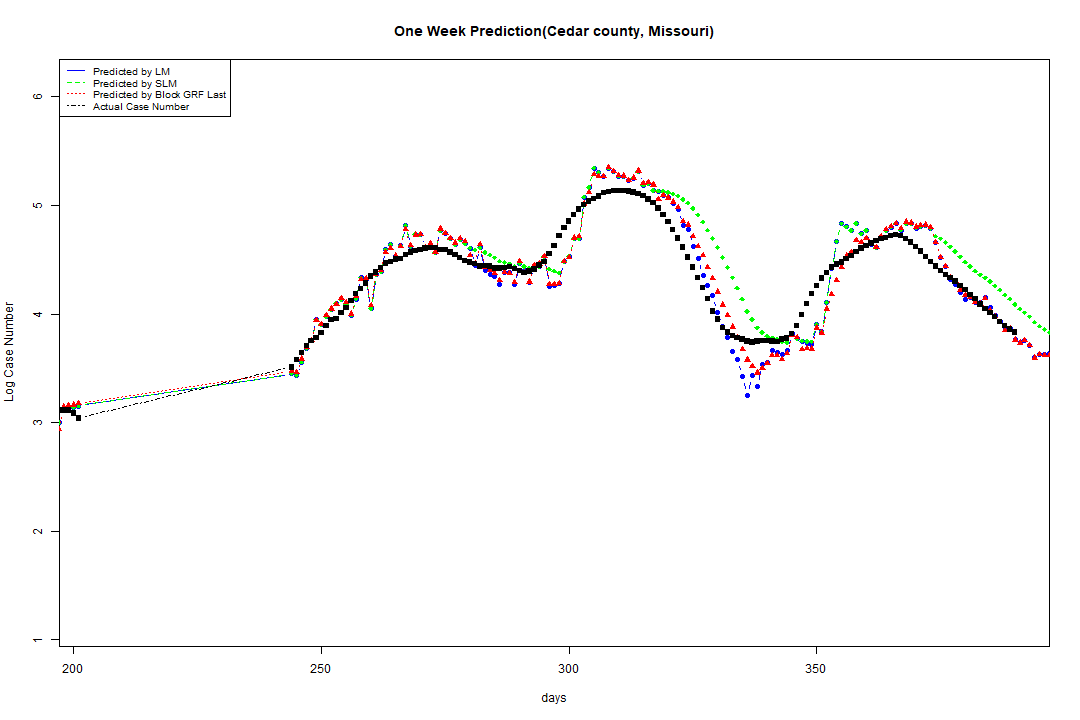 One Week Prediction(Cedar county, Missouri)
Predicted by LM
Predicted by SLM
Predicted by Block GRF Last
Actual Case Number
Log Case Number
6
5
4
3
2
1
200 250 300 350
days